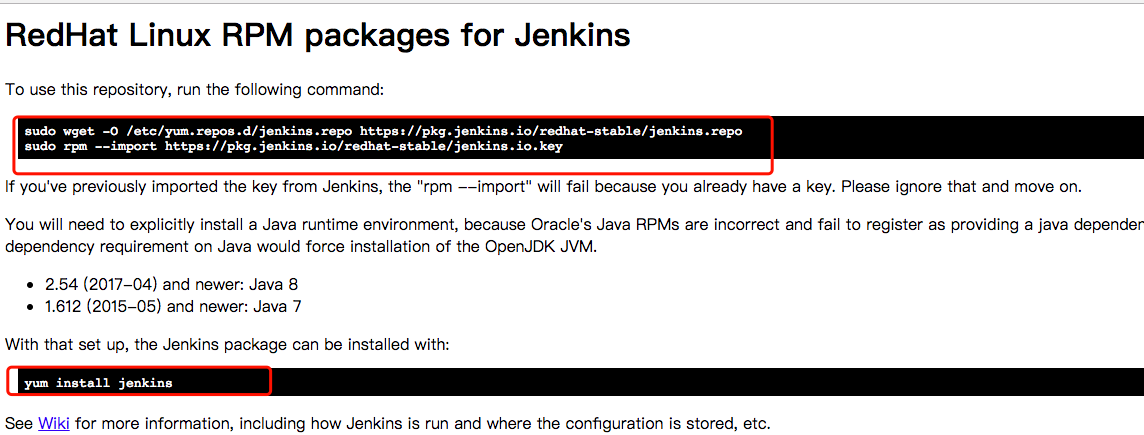 RedHat Linux RPM packages for Jenkins
To use this repository, run the following command:
sudo wget -O /etc/yum.repos.d/jenkins.repo https://pkg.jenkins.io/redhat-stable/jenkins.repo
sudo rpm --import https://pkg.jenkins.io/redhat-stable/jenkins.io.key
If you've previously imported the key from Jenkins, the "rpm --import" will fail because you already have a key. Please ignore that and move on.
You will need to explicitly install a Java runtime environment, because Oracle's Java RPMs are incorrect and fail to register as providing a java dependen
dependency requirement on Java would force installation of the OpenJDK JVM.
• 2.54 (2017-04) and newer: Java 8
• 1.612 (2015-05) and newer: Java 7
With that set up, the Jenkins package can be installed with:
yum install jenkins
See Wiki for more information, including how Jenkins is run and where the configuration is stored, etc.